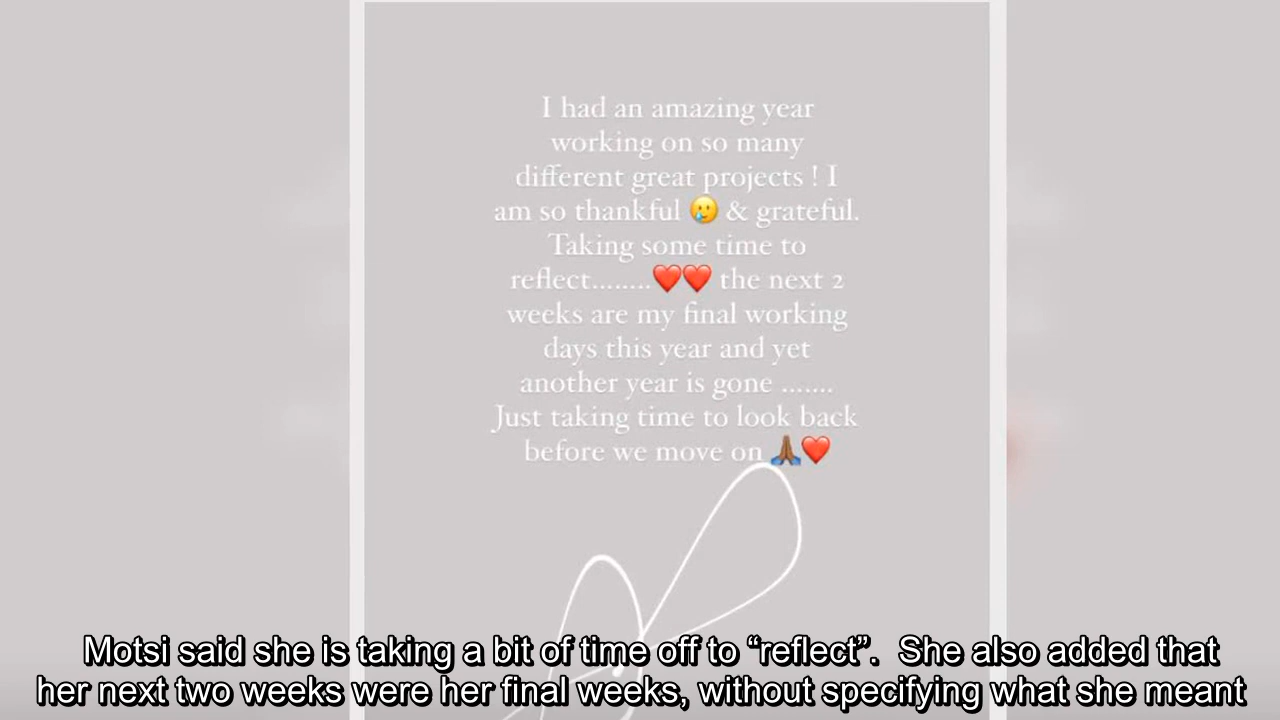 I had an amazing year
working on so many
different great projects ! I
am so thankful 🥲 & grateful.
Taking some time to
reflect........❤️❤️ the next 2
weeks are my final working
days this year and yet
another year is gone .......
Just taking time to look back
before we move on 🙏🏾❤️
Motsi said she is taking a bit of time off to “reflect”.  She also added that
her next two weeks were her final weeks, without specifying what she meant